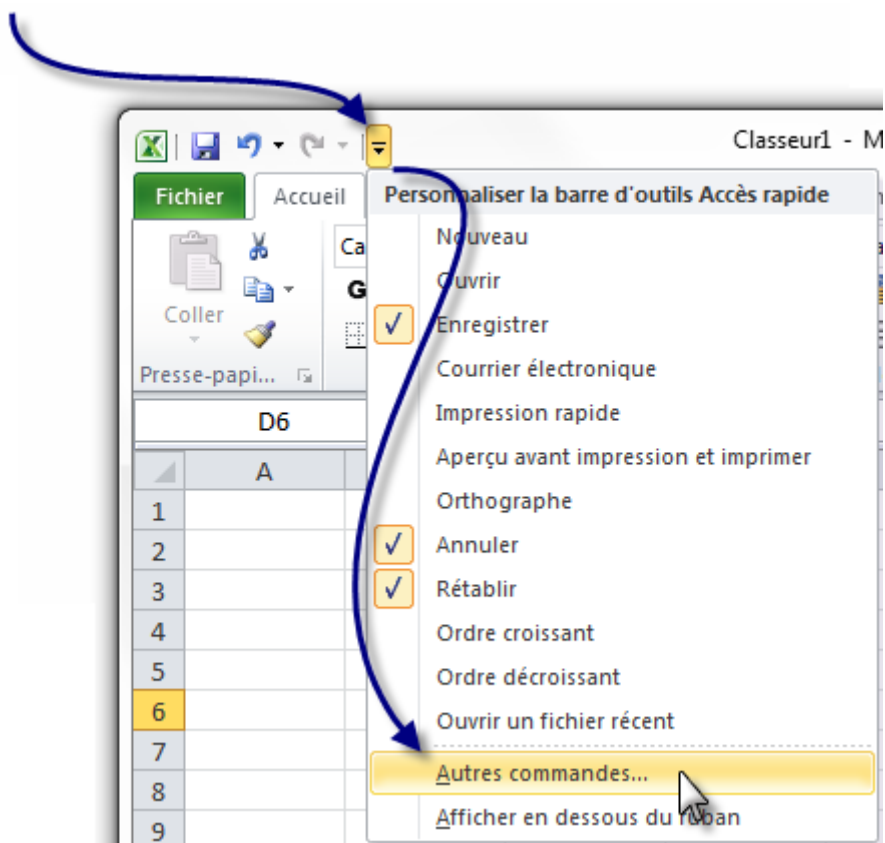 Classeur1 - M
Fichier Accueil
Personnaliser la barre d'outils Accès rapide
Nouveau
Ca
Ouvrir
G
Coller
Enregistrer
Courrier électronique
Presse-papi...
Impression rapide
D6
Aperçu avant impression et imprimer
A
Orthographe
1
Annuler
2
Rétablir
3
Ordre croissant
4
Ordre décroissant
5
Ouvrir un fichier récent
6
7
Autres commandes...
8
Afficher en dessous du ruban
9